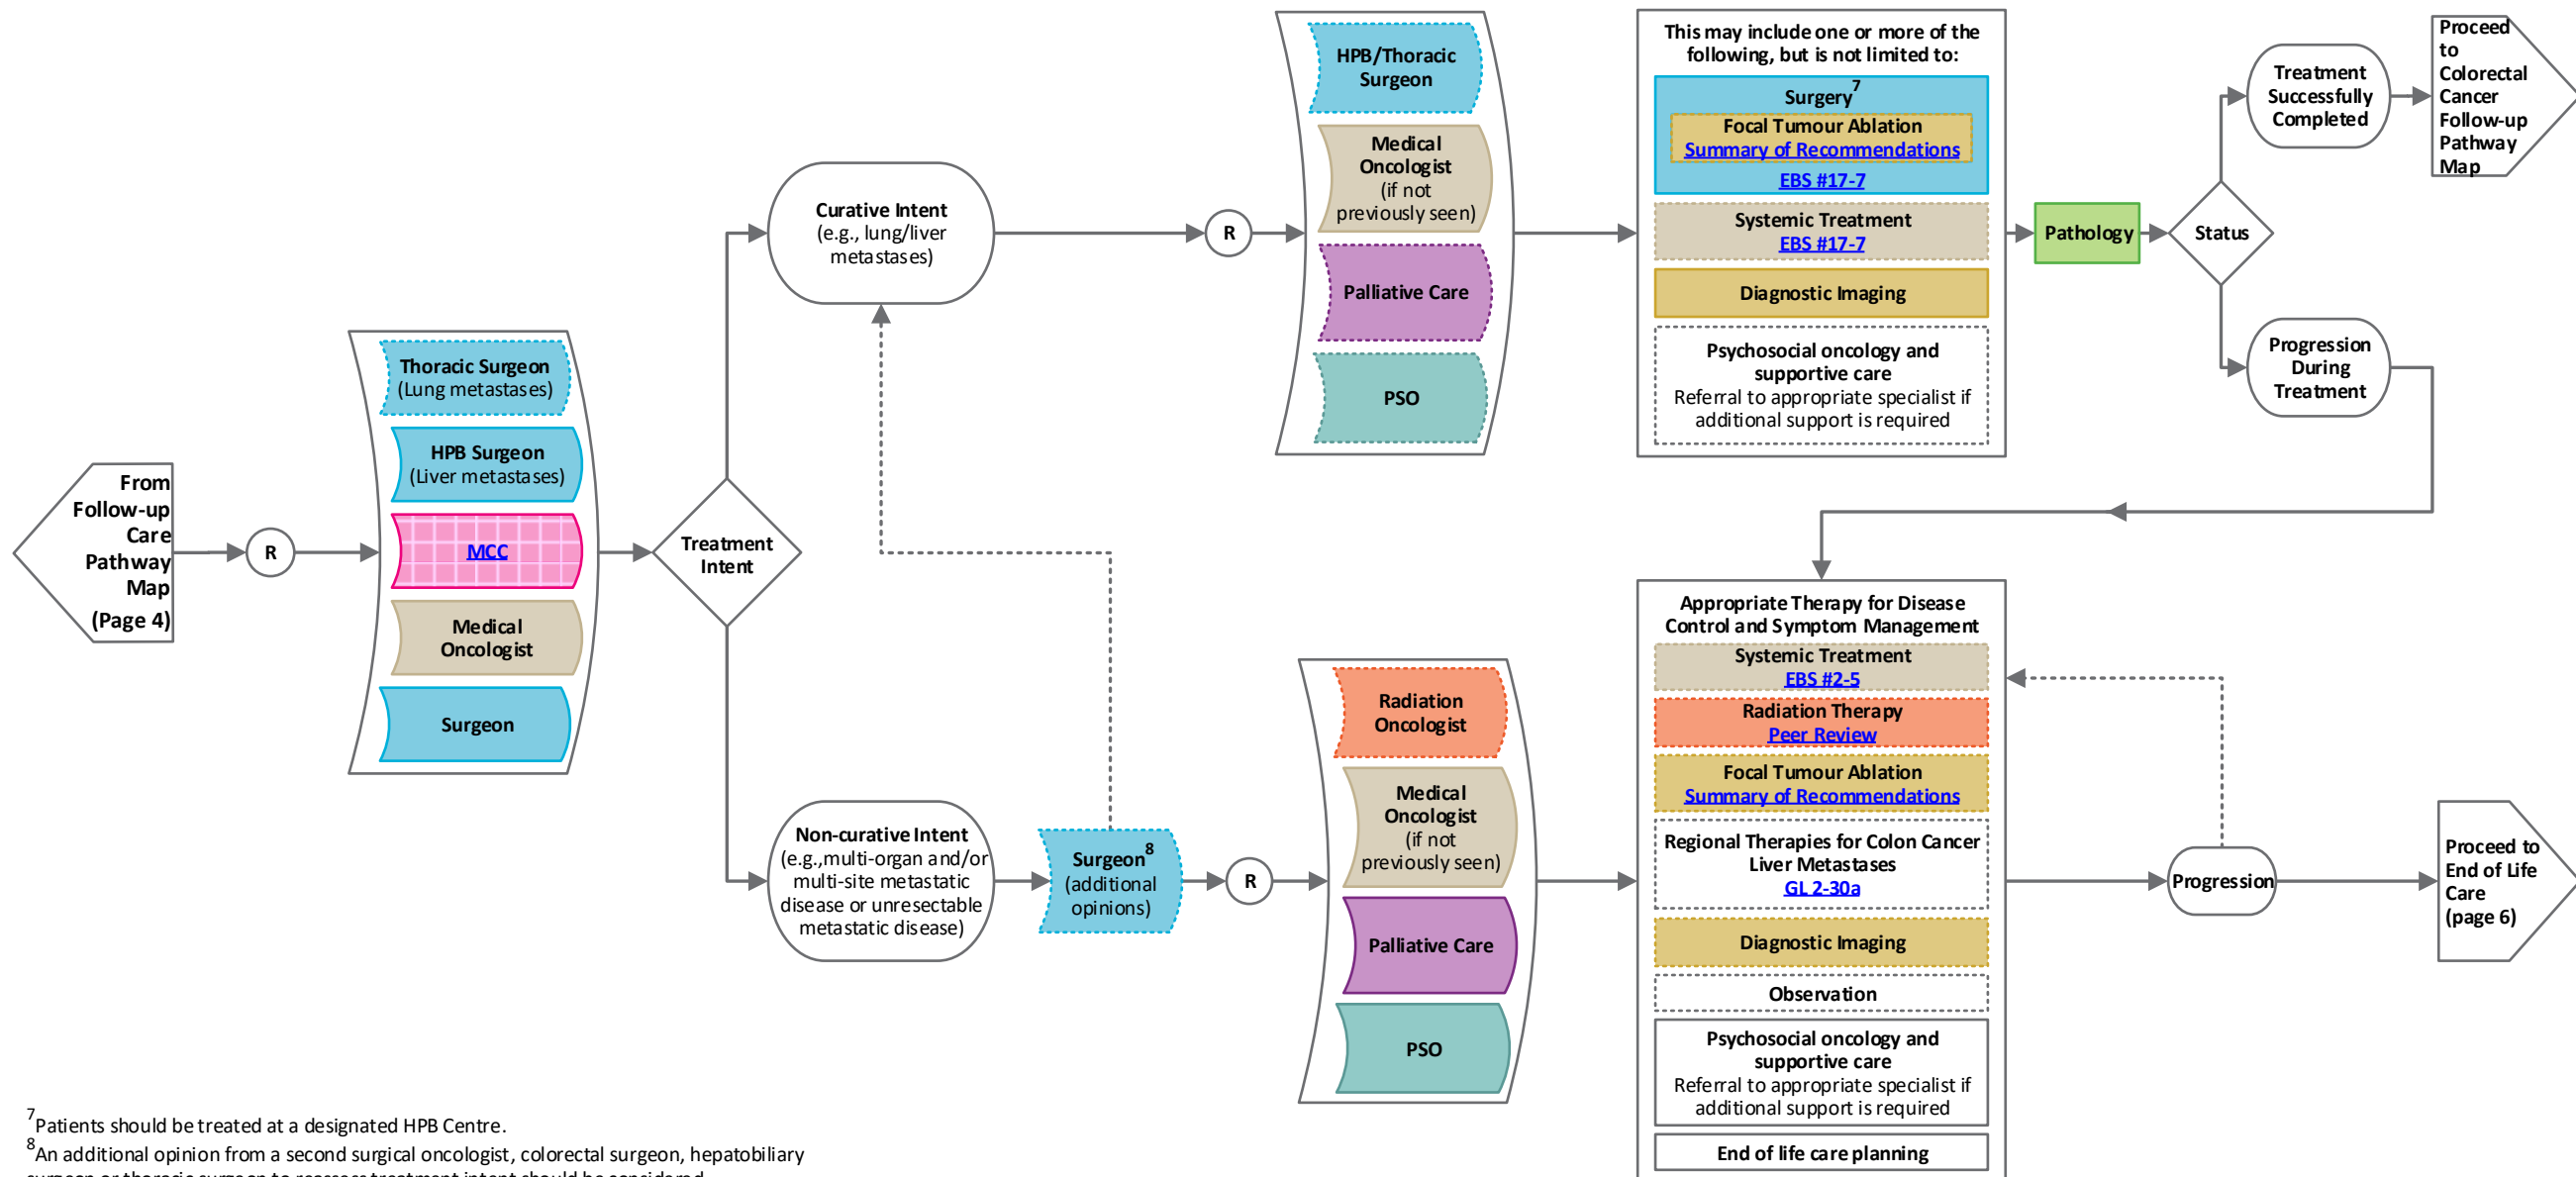 From
Follow-up
Care
Pathway
Map
(Page 4)
R
Thoracic Surgeon
(Lung metastases)
HPB Surgeon
(Liver metastases)
MCC
Medical
Oncologist
Surgeon
Treatment
Intent
Curative Intent
(e.g., lung/liver
metastases)
R
HPB/Thoracic
Surgeon
Medical
Oncologist
(if not
previously seen)
Palliative Care
PSO
This may include one or more of the
following, but is not limited to:
Surgery7
Focal Tumour Ablation
Summary of Recommendations
EBS #17-7
Systemic Treatment
EBS #17-7
Diagnostic Imaging
Psychosocial oncology and
supportive care
Referral to appropriate specialist if
additional support is required
Pathology
Status
Treatment
Successfully
Completed
Proceed
to
Colorectal
Cancer
Follow-up
Pathway
Map
Progression
During
Treatment
Non-curative Intent
(e.g.,multi-organ and/or
multi-site metastatic
disease or unresectable
metastatic disease)
Surgeon8
(additional
opinions)
R
Radiation
Oncologist
Medical
Oncologist
(if not
previously seen)
Palliative Care
PSO
Appropriate Therapy for Disease
Control and Symptom Management
Systemic Treatment
EBS #2-5
Radiation Therapy
Peer Review
Focal Tumour Ablation
Summary of Recommendations
Regional Therapies for Colon Cancer
Liver Metastases
GL 2-30a
Diagnostic Imaging
Observation
Psychosocial oncology and
supportive care
Referral to appropriate specialist if
additional support is required
End of life care planning
Progression
Proceed to
End of Life
Care
(page 6)
7Patients should be treated at a designated HPB Centre.
8An additional opinion from a second surgical oncologist, colorectal surgeon, hepatobiliary
surgeon or thoracic surgeon to reassess treatment intent should be considered